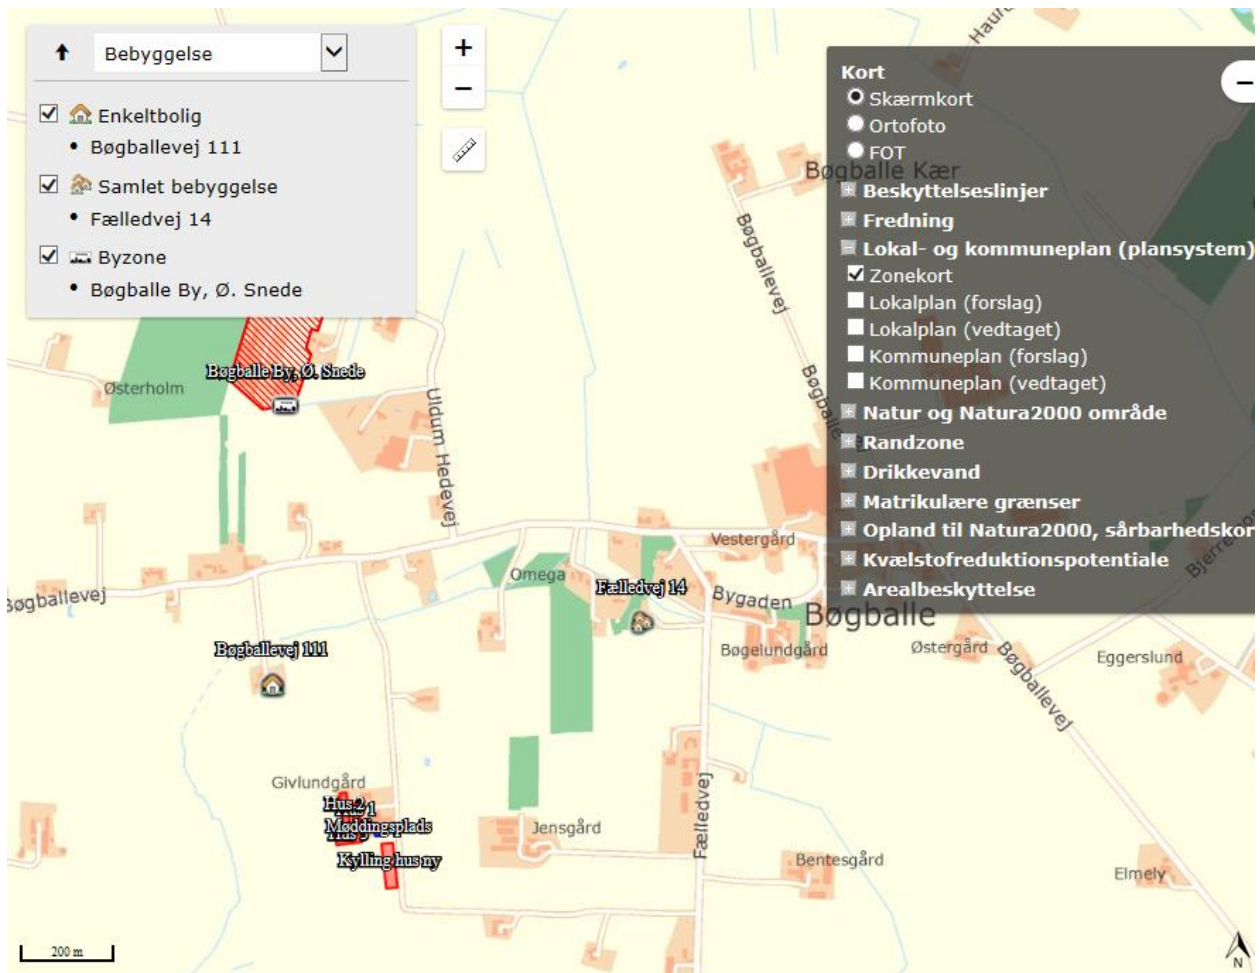 Bebyggelse
Enkeltbolig
• Bøgballevej 111
Samlet bebyggelse
• Fælledvej 14
Byzone
• Bøgballe By, Ø. Snede
+
−
Kort
Skærmkort
Ortofoto
FOT
Beskyttelseslinjer
Fredning
Lokal- og kommuneplan (plansystem)
Zonekort
Lokalplan (forslag)
Lokalplan (vedtaget)
Kommuneplan (forslag)
Kommuneplan (vedtaget)
Natur og Natura2000 område
Randzone
Drikkevand
Matrikulære grænser
Opland til Natura2000, sårbarhedskor
Kvælstofreduktionspotentiale
Arealbeskyttelse
Bøgballe Kær
Bøgballevej
Bøgballe By, Ø. Snede
Østerholm
Uldum Hedevej
Vestergård
Omega
Fælledvej 14
Bygaden
Bøgballevej
Bøgballe
Bøgballevej 111
Bøgelundgård
Østergård
Bøgballevej
Eggerslund
Givlundgård
Hus 2
Hus 1
Møddingsplads
Kylling hus ny
Jensgård
Fælledvej
Bentesgård
Elmely
200 m
N